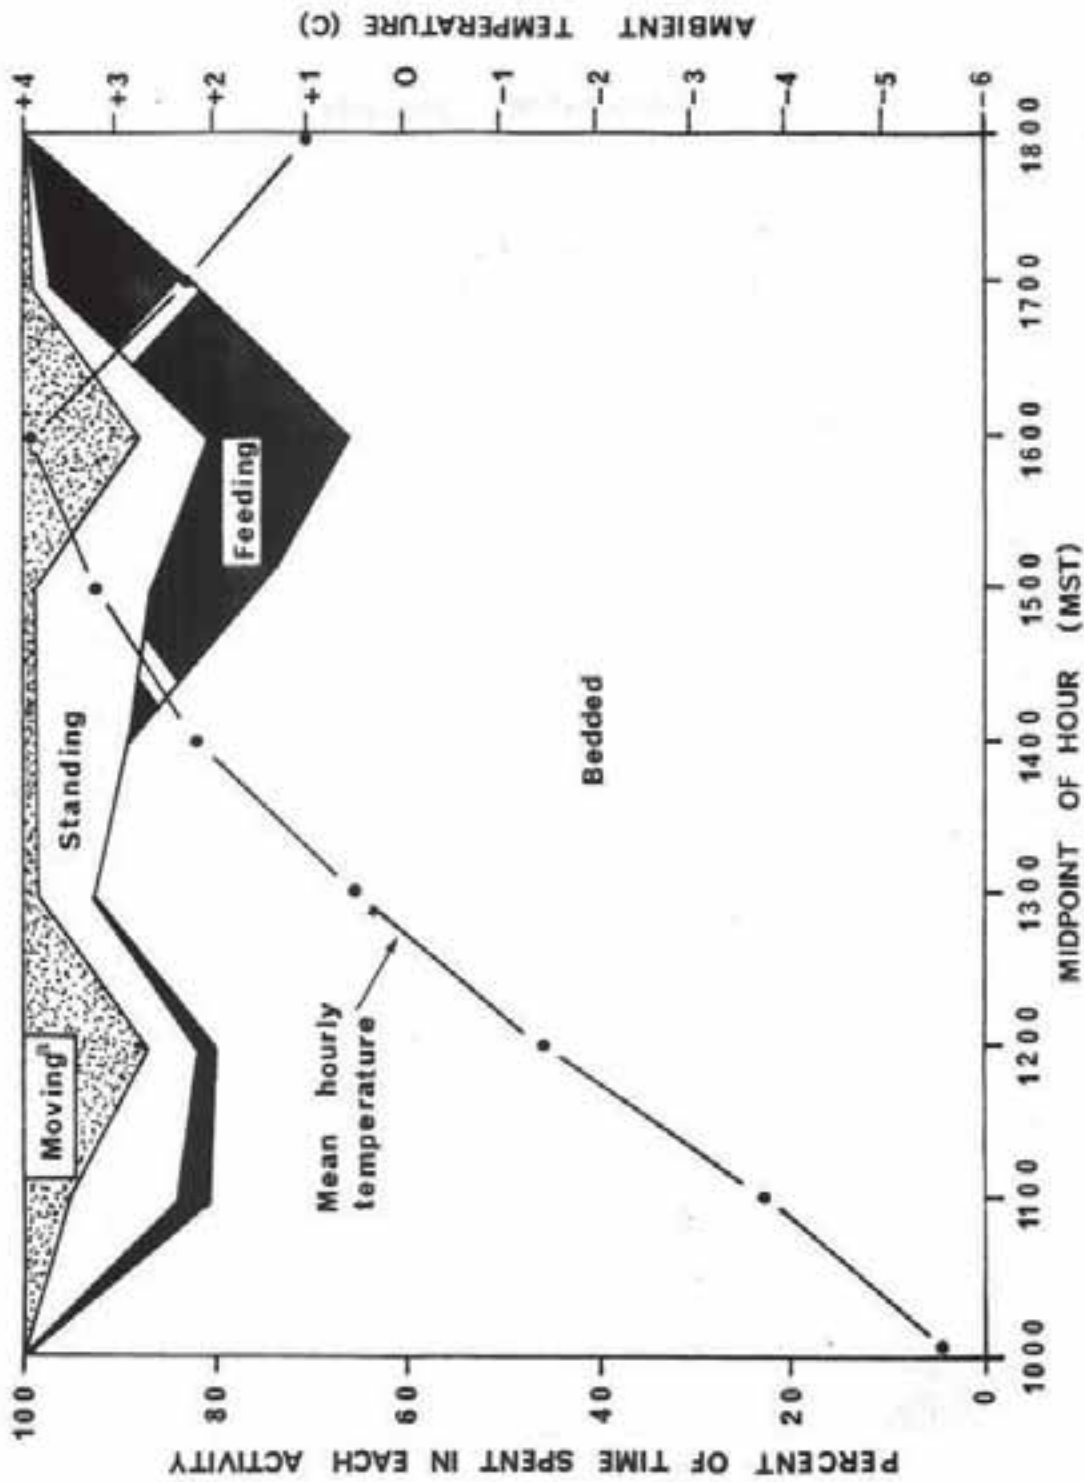 PERCENT OF TIME SPENT IN EACH ACTIVITY
100
80
60
40
20
0
Moving<sup>a</sup>
Standing
Feeding
Mean hourly
temperature
Bedded
1000
1100
1200
1300
1400
1500
1600
1700
1800
MIDPOINT OF HOUR (MST)
+4
+3
+2
+1
0
-1
-2
-3
-4
-5
-6
AMBIENT TEMPERATURE (C)